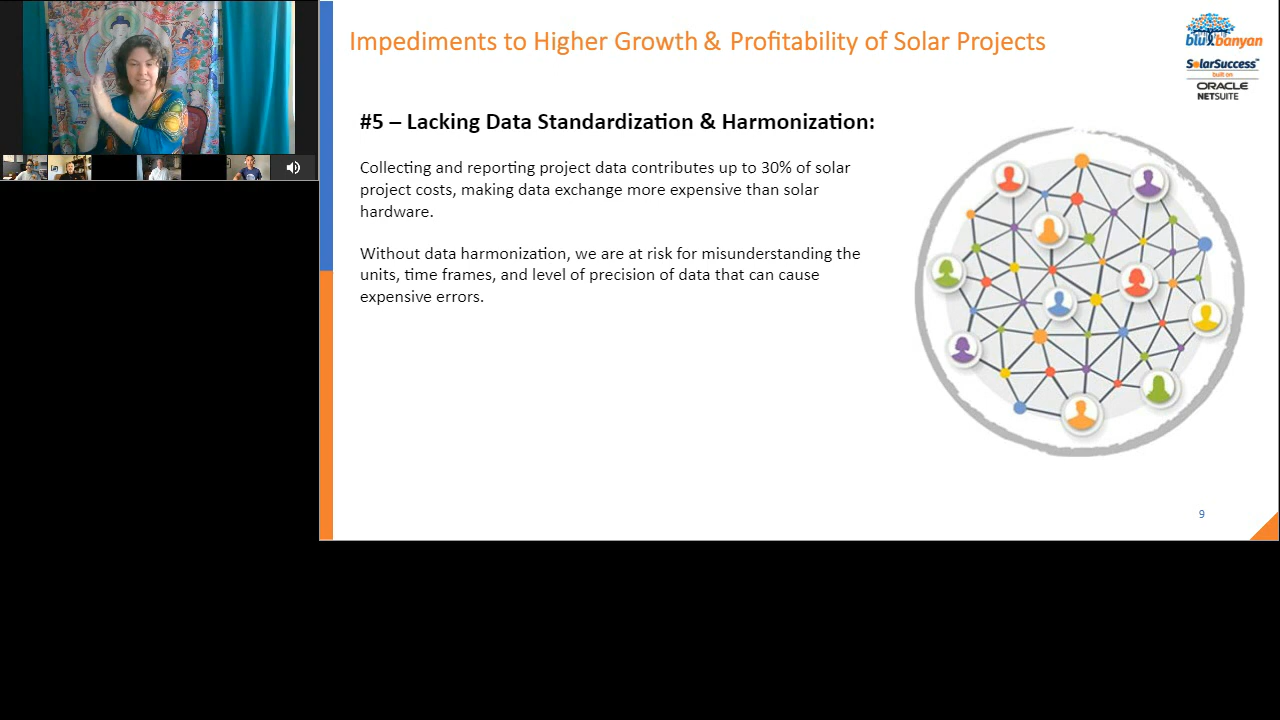 Impediments to Higher Growth & Profitability of Solar Projects
blu banyan
SolarSuccess™
built on
ORACLE
NETSUITE
#5 – Lacking Data Standardization & Harmonization:
Collecting and reporting project data contributes up to 30% of solar
project costs, making data exchange more expensive than solar
hardware.
Without data harmonization, we are at risk for misunderstanding the
units, time frames, and level of precision of data that can cause
expensive errors.
9